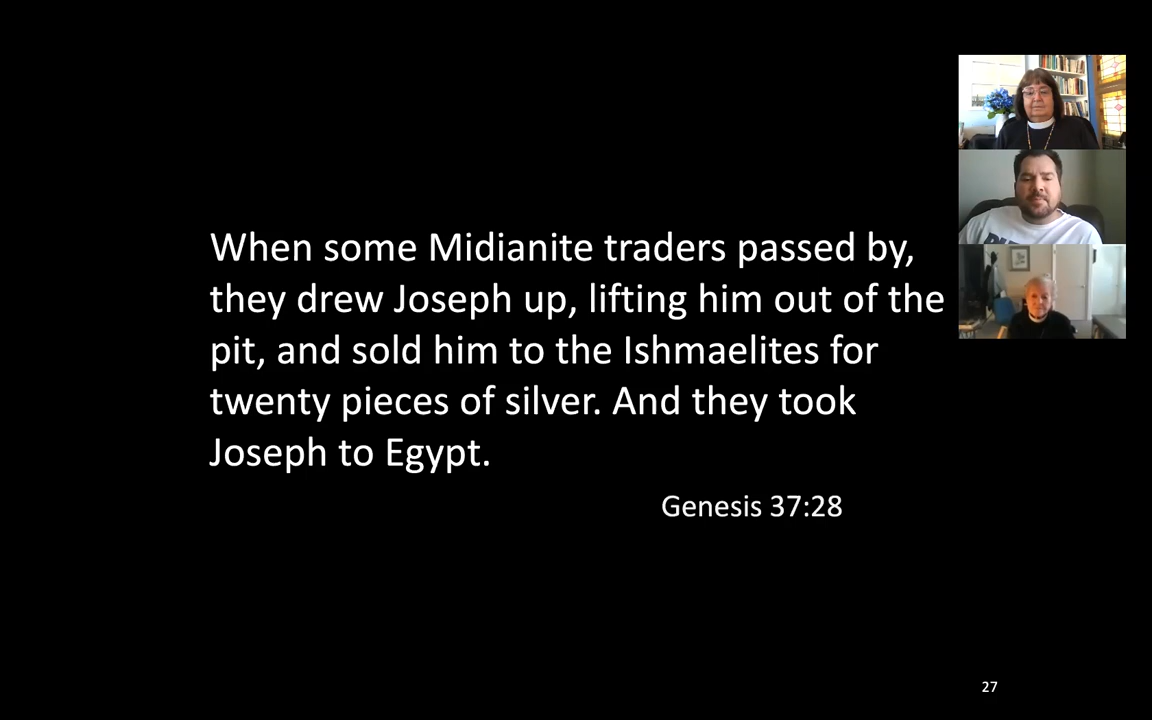 When some Midianite traders passed by,
they drew Joseph up, lifting him out of the
pit, and sold him to the Ishmaelites for
twenty pieces of silver. And they took
Joseph to Egypt.
Genesis 37:28
27